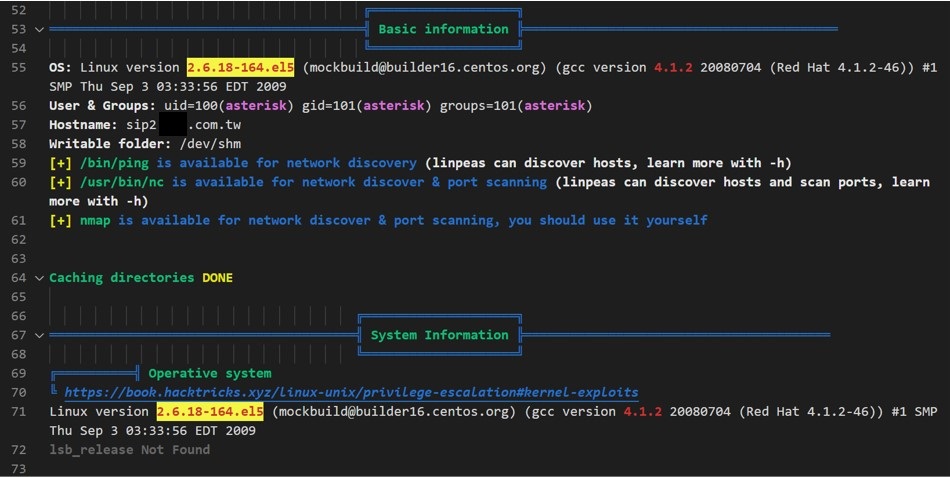 52
53 Basic information
54
55 OS: Linux version 2.6.18-164.el5 (mockbuild@builder16.centos.org) (gcc version 4.1.2 20080704 (Red Hat 4.1.2-46)) #1
SMP Thu Sep 3 03:33:56 EDT 2009
56 User & Groups: uid=100(asterisk) gid=101(asterisk) groups=101(asterisk)
57 Hostname: sip2 .com.tw
58 Writable folder: /dev/shm
59 [+] /bin/ping is available for network discovery (linpeas can discover hosts, learn more with -h)
60 [+] /usr/bin/nc is available for network discover & port scanning (linpeas can discover hosts and scan ports, learn
more with -h)
61 [+] nmap is available for network discover & port scanning, you should use it yourself
62
63
64 Caching directories DONE
65
66
67 System Information
68
69 Operative system
70 https://book.hacktricks.xyz/linux-unix/privilege-escalation#kernel-exploits
71 Linux version 2.6.18-164.el5 (mockbuild@builder16.centos.org) (gcc version 4.1.2 20080704 (Red Hat 4.1.2-46)) #1 SMP
Thu Sep 3 03:33:56 EDT 2009
72 lsb_release Not Found
73